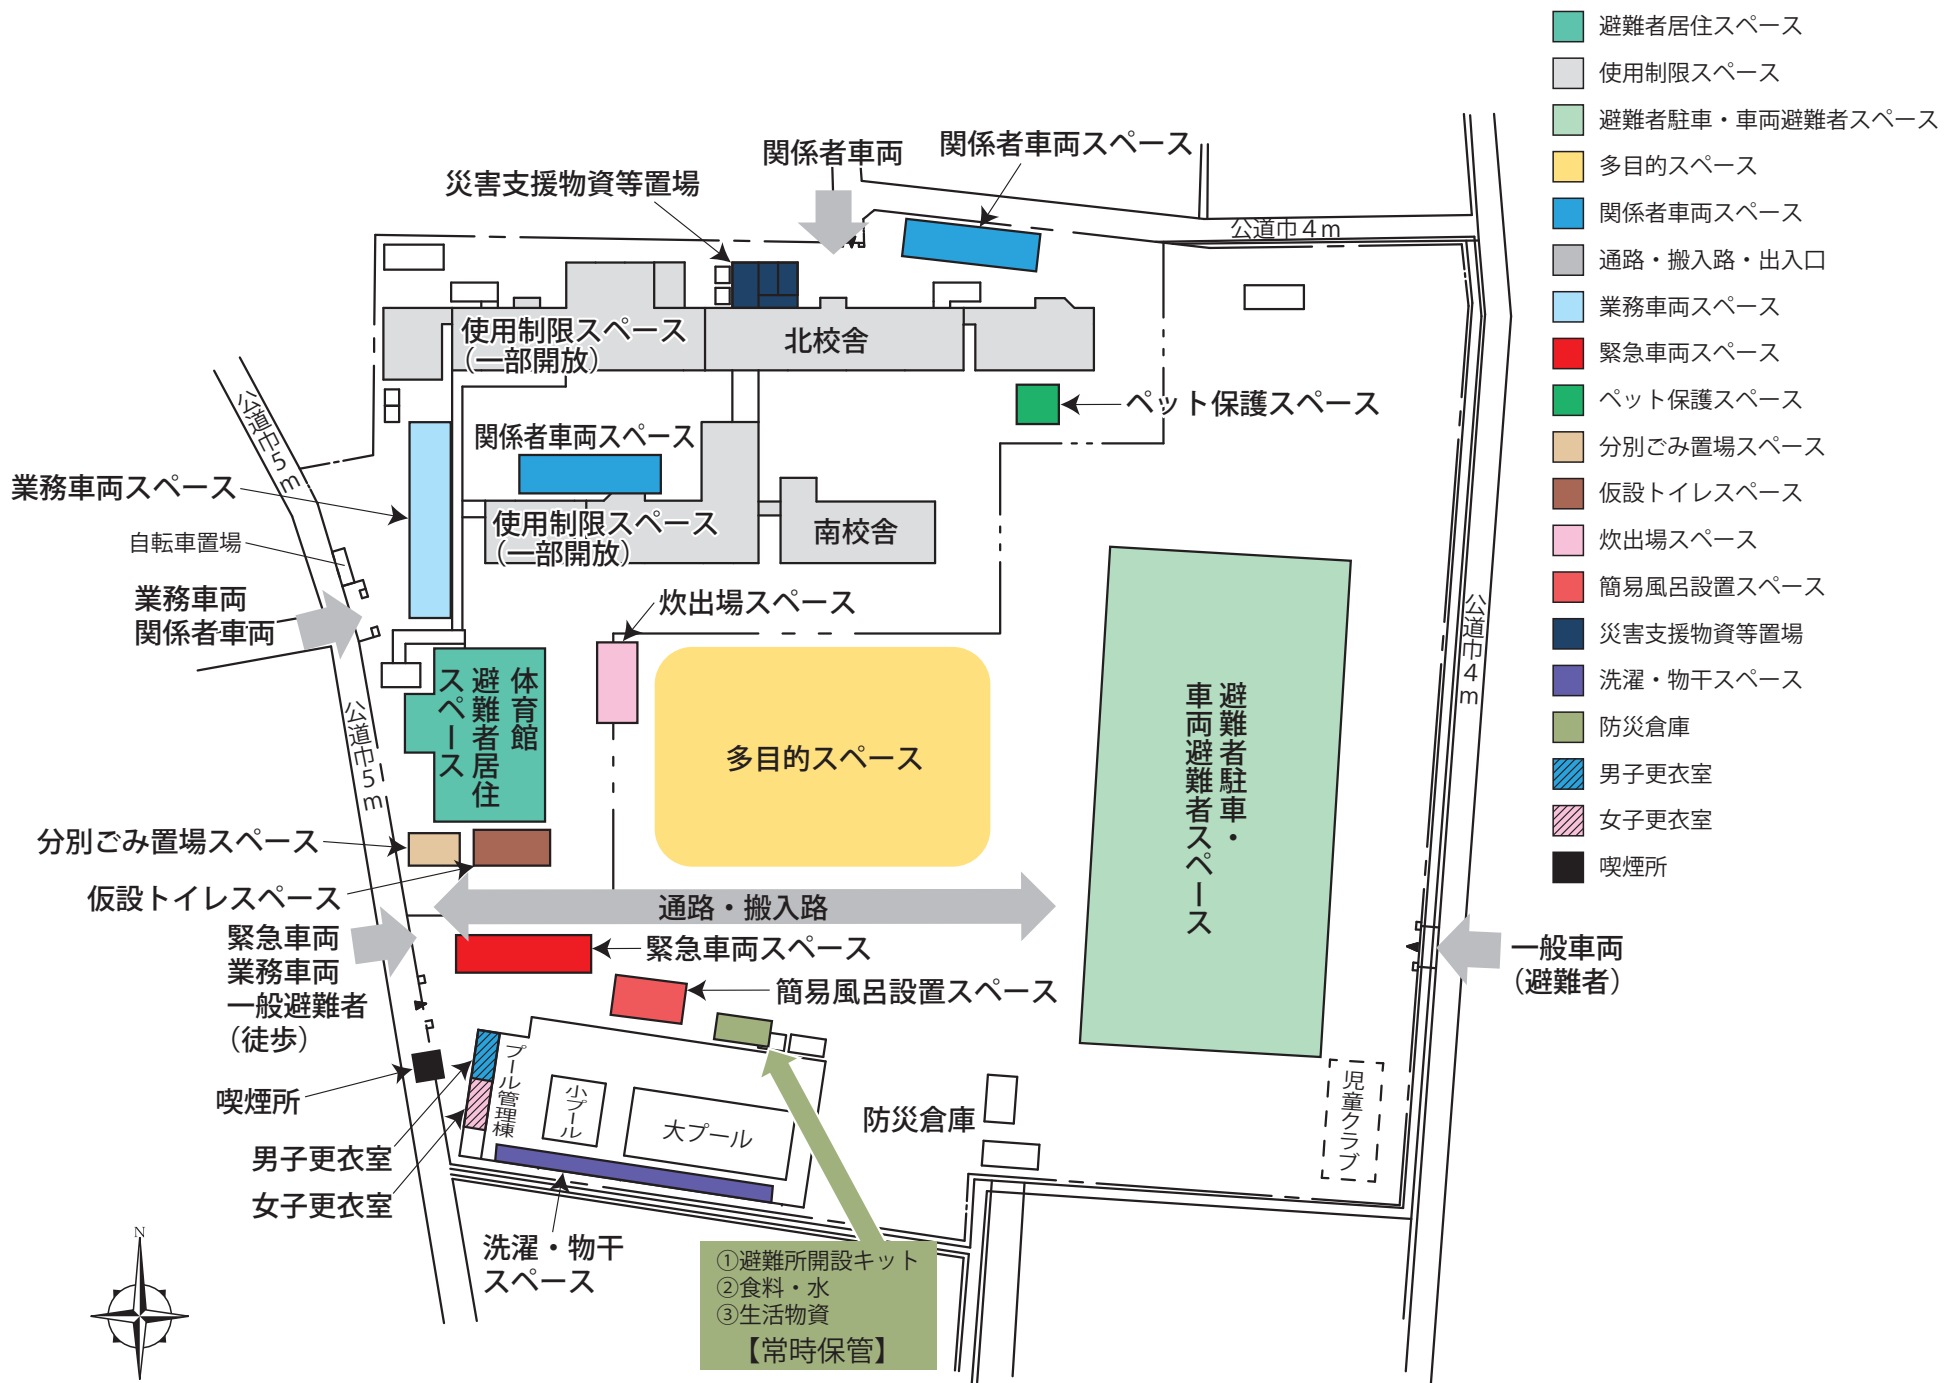 避難者居住スペース
使用制限スペース
避難者駐車・車両避難者スペース
多目的スペース
関係者車両スペース
通路・搬入路・出入口
業務車両スペース
緊急車両スペース
ペット保護スペース
分別ごみ置場スペース
仮設トイレスペース
炊出場スペース
簡易風呂設置スペース
災害支援物資等置場
洗濯・物干スペース
防災倉庫
男子更衣室
女子更衣室
喫煙所
関係者車両
関係者車両スペース
災害支援物資等置場
公道巾4m
使用制限スペース
(一部開放)
北校舎
ペット保護スペース
公道巾5m
関係者車両スペース
業務車両スペース
使用制限スペース
(一部開放)
南校舎
自転車置場
業務車両
関係者車両
炊出場スペース
公道巾4m
体育館
避難者居住
スペース
公道巾5m
多目的スペース
避難者駐車・
車両避難者スペース
分別ごみ置場スペース
仮設トイレスペース
通路・搬入路
緊急車両
業務車両
一般避難者
(徒歩)
緊急車両スペース
一般車両
(避難者)
簡易風呂設置スペース
喫煙所
プール管理棟
小プール
大プール
防災倉庫
児童クラブ
男子更衣室
女子更衣室
洗濯・物干
スペース
①避難所開設キット
②食料・水
③生活物資
【常時保管】
N